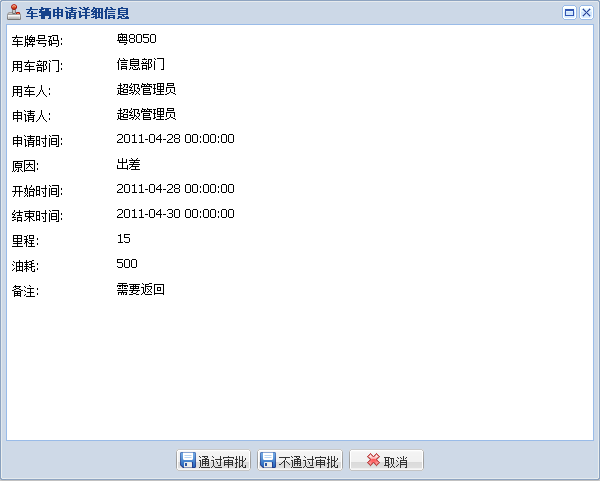 车辆申请详细信息
车牌号码: 粤8050
用车部门: 信息部门
用车人: 超级管理员
申请人: 超级管理员
申请时间: 2011-04-28 00:00:00
原因: 出差
开始时间: 2011-04-28 00:00:00
结束时间: 2011-04-30 00:00:00
里程: 15
油耗: 500
备注: 需要返回
通过审批 不通过审批 取消